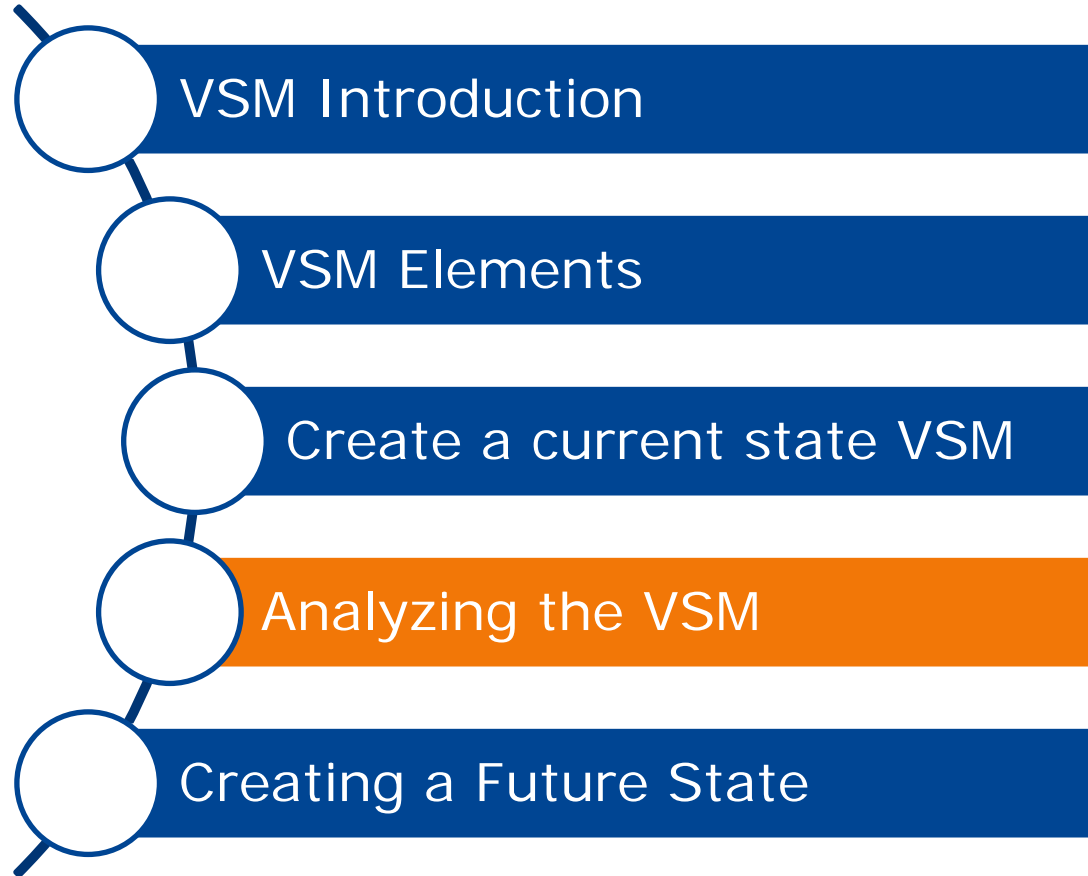 VSM Introduction
VSM Elements
Create a current state VSM
Analyzing the VSM
Creating a Future State